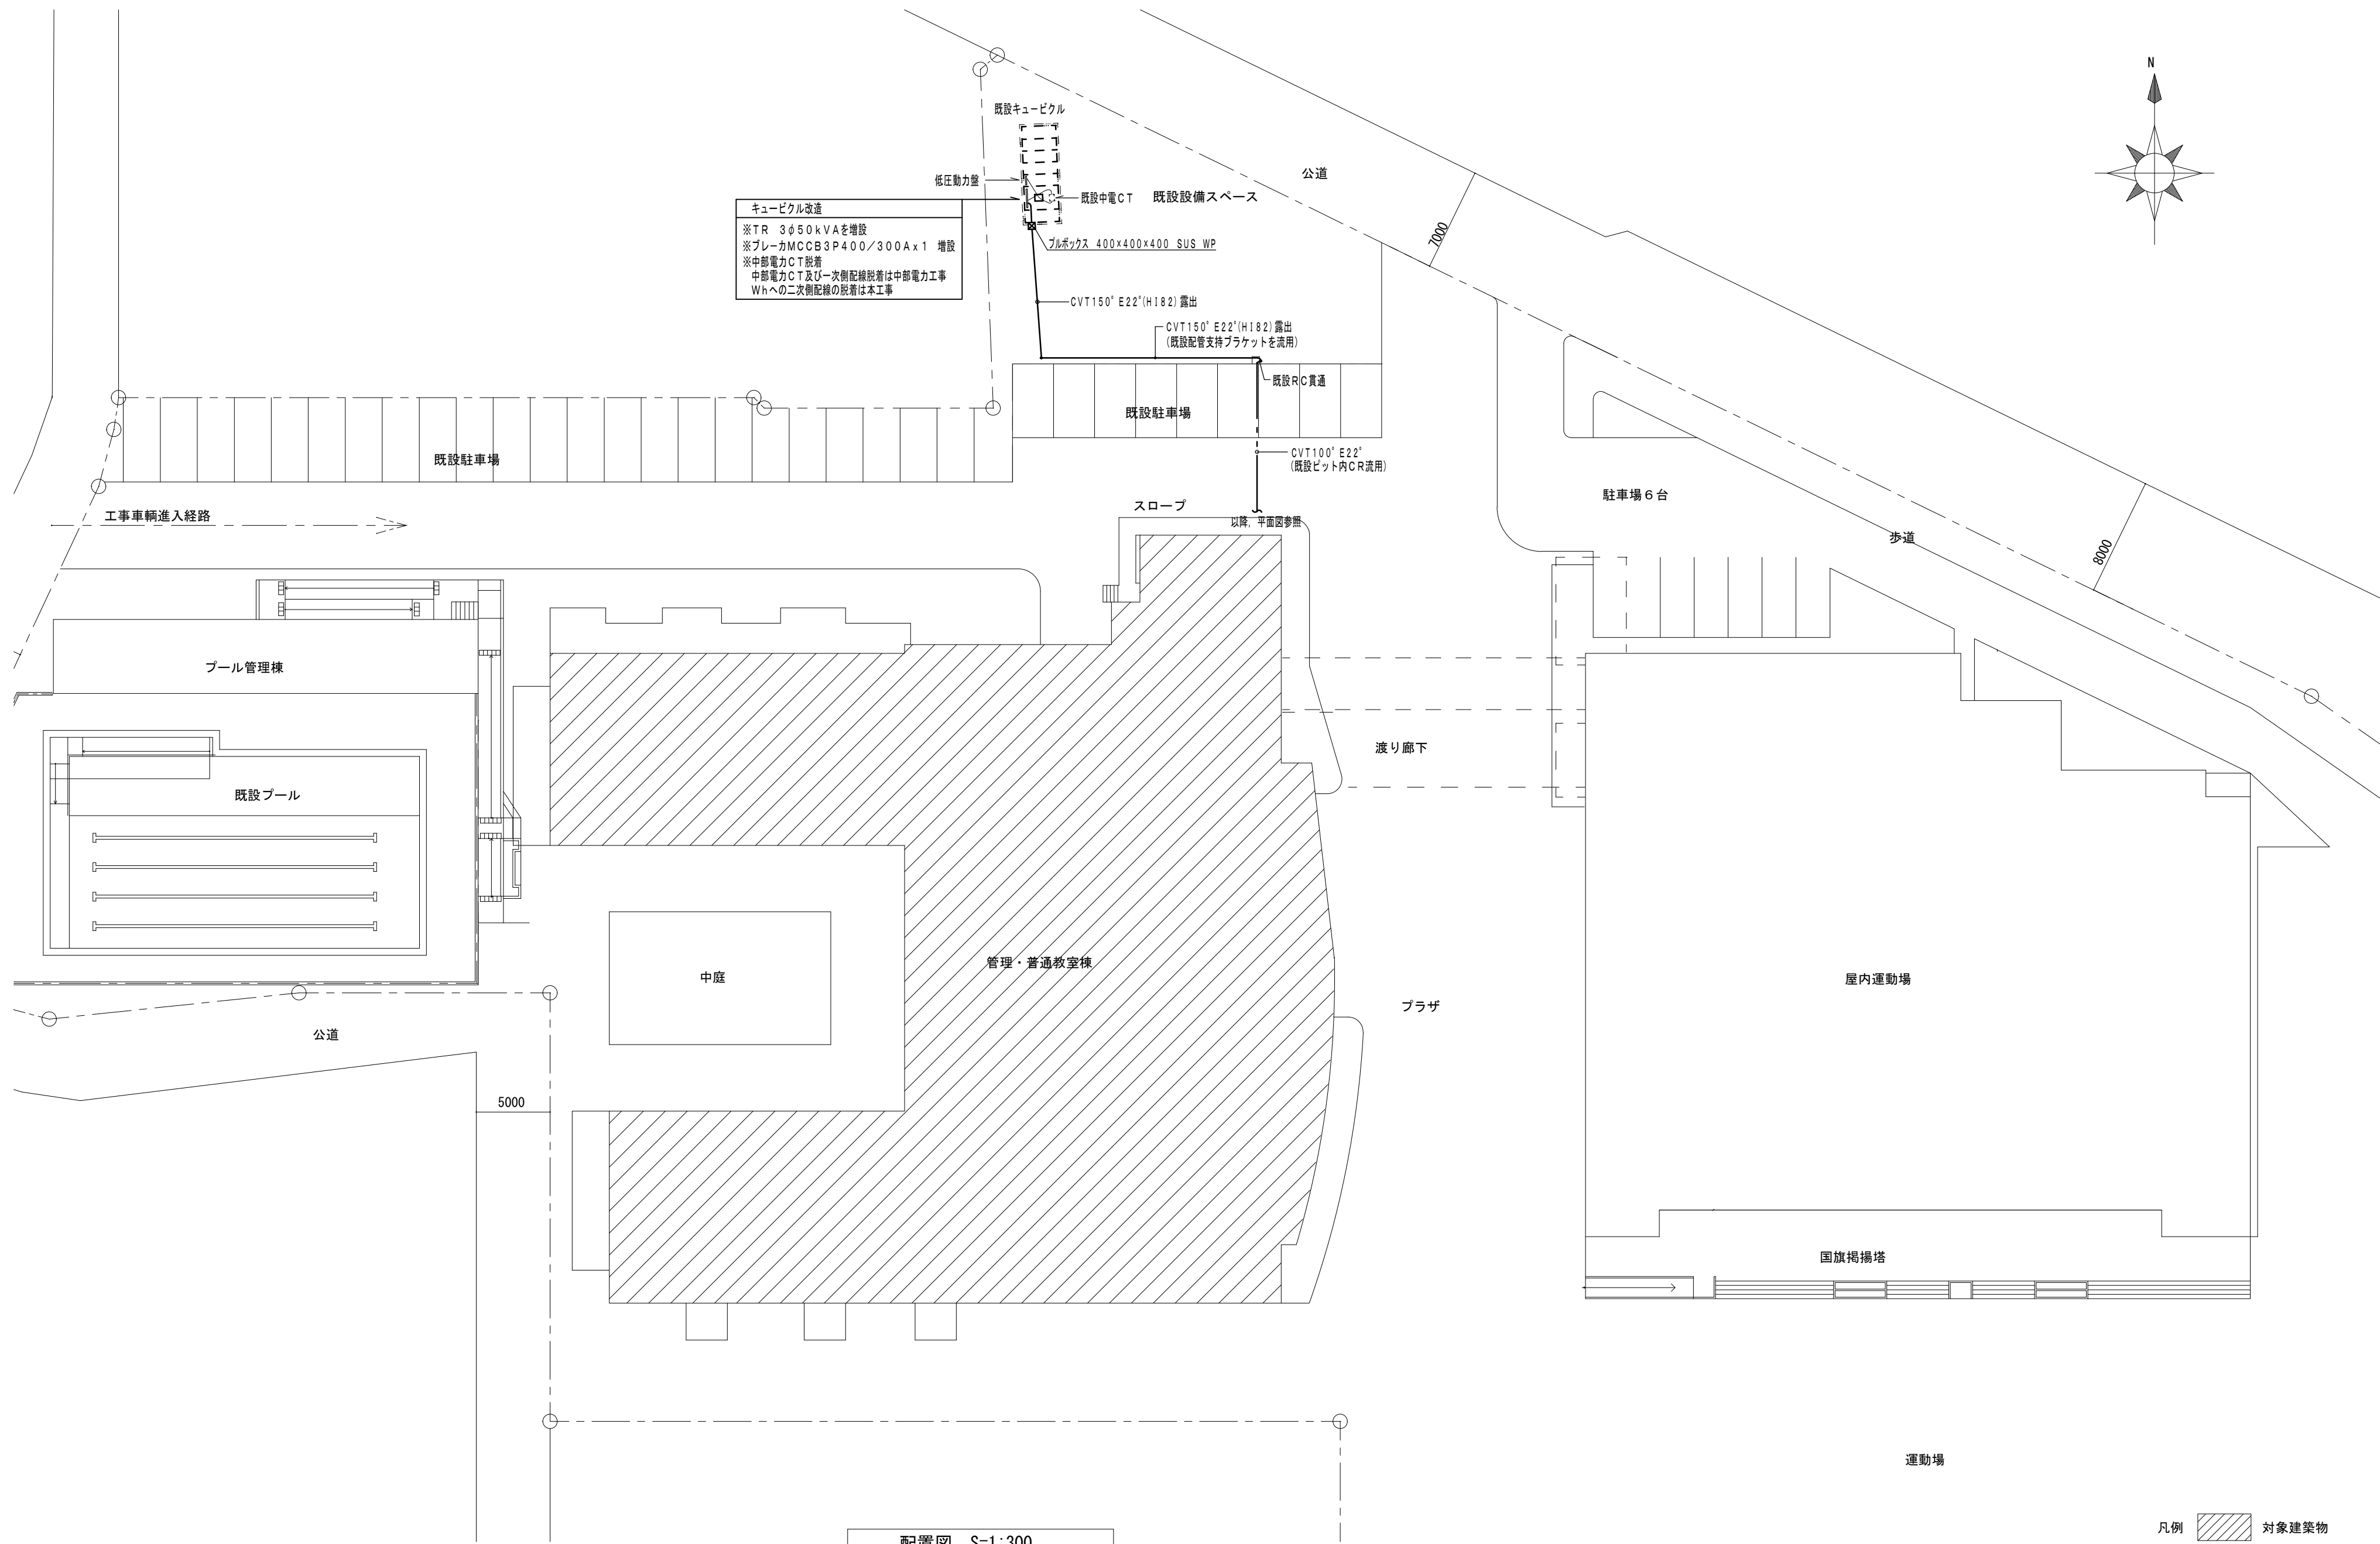 N
既設キュービクル
公道
低圧動力盤
既設中電CT
既設設備スペース
キュービクル改造
※TR 3φ50kVAを増設
※ブレーカMCCB3P400/300Ax1 増設
※中部電力CT脱着
中部電力CT及び一次側配線脱着は中部電力工事
Whへの二次側配線の脱着は本工事
プルボックス 400×400×400 SUS WP
7000
CVT150° E22°(HI82)露出
CVT150° E22°(HI82)露出
(既設配管支持ブラケットを流用)
既設RC貫通
既設駐車場
既設駐車場
CVT100° E22°
(既設ピット内CR流用)
駐車場6台
スロープ
工事車輌進入経路
以降，平面図参照
歩道
8000
プール管理棟
渡り廊下
既設プール
管理・普通教室棟
中庭
屋内運動場
プラザ
公道
5000
国旗掲揚塔
運動場
凡例
対象建築物
配置図 S=1:300